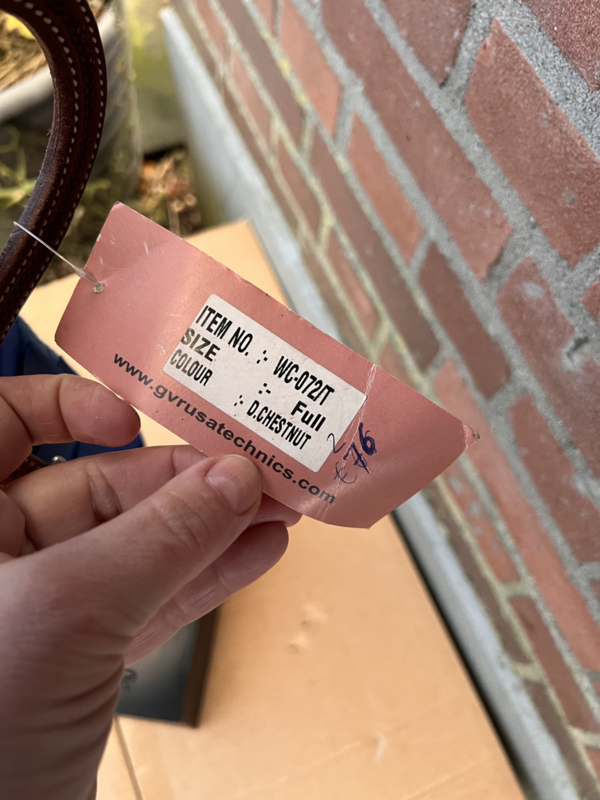 ITEM NO. :- WC-072IT
SIZE :- Full
COLOUR :- D.CHESTNUT
www.gvrusatechnics.com
€76